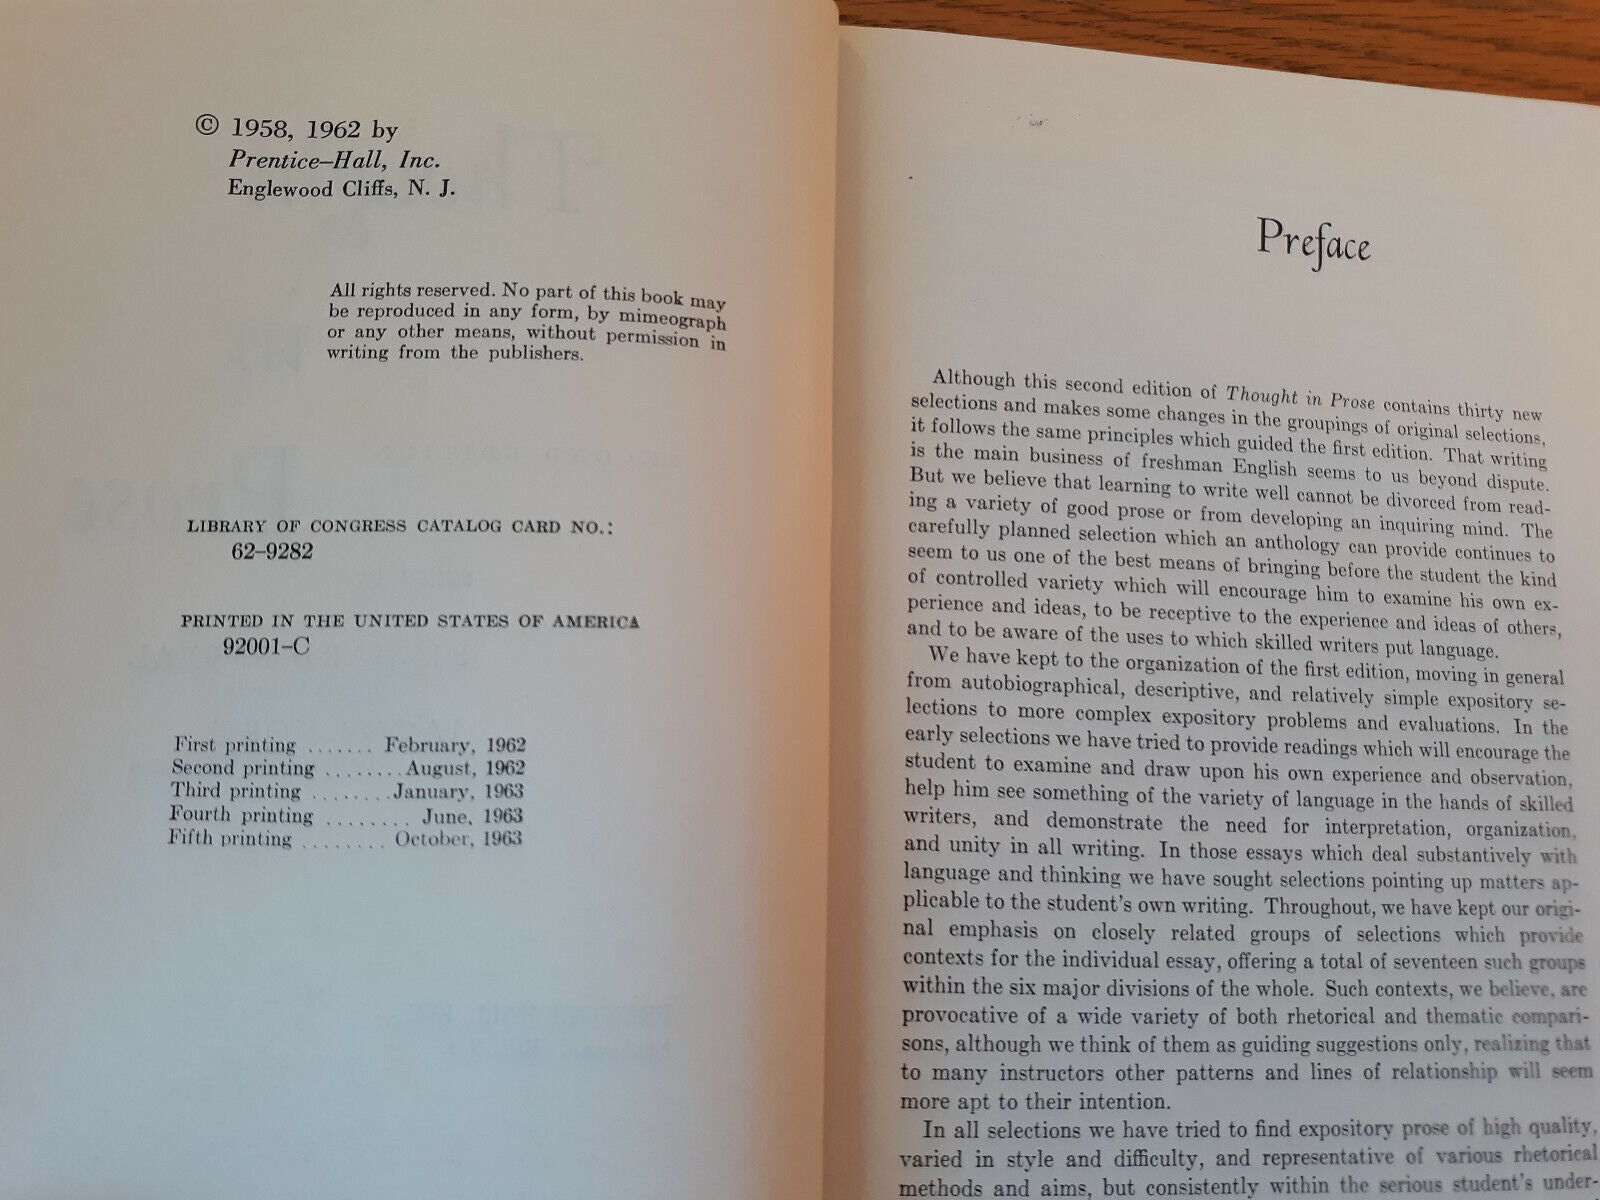 © 1958, 1962 by
Prentice–Hall, Inc.
Englewood Cliffs, N. J.
All rights reserved. No part of this book may
be reproduced in any form, by mimeograph
or any other means, without permission in
writing from the publishers.
LIBRARY OF CONGRESS CATALOG CARD NO.:
62–9282
PRINTED IN THE UNITED STATES OF AMERICA
92001–C
First printing ....... February, 1962
Second printing ........ August, 1962
Third printing ........ January, 1963
Fourth printing ........ June, 1963
Fifth printing ........ October, 1963
Preface
Although this second edition of Thought in Prose contains thirty new
selections and makes some changes in the groupings of original selections,
it follows the same principles which guided the first edition. That writing
is the main business of freshman English seems to us beyond dispute.
But we believe that learning to write well cannot be divorced from read-
ing a variety of good prose or from developing an inquiring mind. The
carefully planned selection which an anthology can provide continues to
seem to us one of the best means of bringing before the student the kind
of controlled variety which will encourage him to examine his own ex-
perience and ideas, to be receptive to the experience and ideas of others,
and to be aware of the uses to which skilled writers put language.
We have kept to the organization of the first edition, moving in general
from autobiographical, descriptive, and relatively simple expository se-
lections to more complex expository problems and evaluations. In the
early selections we have tried to provide readings which will encourage the
student to examine and draw upon his own experience and observation,
help him see something of the variety of language in the hands of skilled
writers, and demonstrate the need for interpretation, organization,
and unity in all writing. In those essays which deal substantively with
language and thinking we have sought selections pointing up matters ap-
plicable to the student's own writing. Throughout, we have kept our origi-
nal emphasis on closely related groups of selections which provide
contexts for the individual essay, offering a total of seventeen such groups
within the six major divisions of the whole. Such contexts, we believe, are
provocative of a wide variety of both rhetorical and thematic compari-
sons, although we think of them as guiding suggestions only, realizing that
to many instructors other patterns and lines of relationship will seem
more apt to their intention.
In all selections we have tried to find expository prose of high quality,
varied in style and difficulty, and representative of various rhetorical
methods and aims, but consistently within the serious student's under-